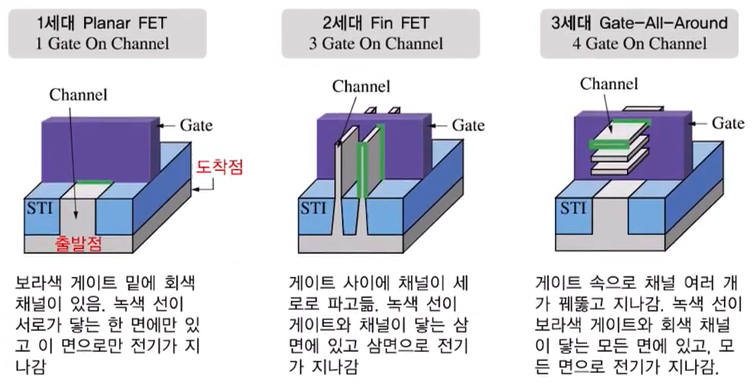 1세대 Planar FET
1 Gate On Channel
Channel
Gate
도착점
STI
출발점
보라색 게이트 밑에 회색
채널이 있음. 녹색 선이
서로가 닿는 한 면에만 있
고 이 면으로만 전기가 지
나감
2세대 Fin FET
3 Gate On Channel
Channel
Gate
게이트 사이에 채널이 세
로로 파고듦. 녹색 선이
게이트와 채널이 닿는 삼
면에 있고 삼면으로 전기
가 지나감
3세대 Gate-All-Around
4 Gate On Channel
Channel
Gate
STI
게이트 속으로 채널 여러 개
가 꿰뚫고 지나감. 녹색 선이
보라색 게이트와 회색 채널
이 닿는 모든 면에 있고, 모
든 면으로 전기가 지나감.